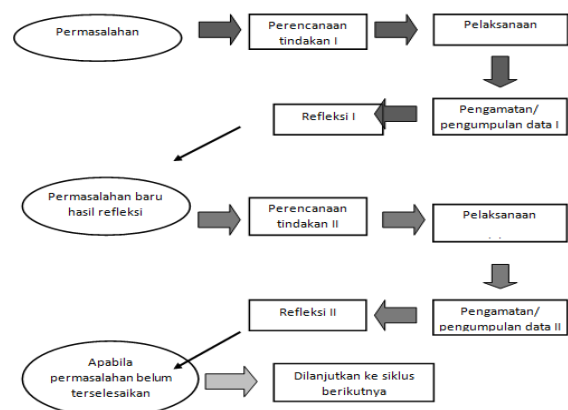 Permasalahan
Perencanaan
tindakan I
Pelaksanaan
Refleksi I
Pengamatan/
pengumpulan data I
Permasalahan baru
hasil refleksi
Perencanaan
tindakan II
Pelaksanaan
Refleksi II
Pengamatan/
pengumpulan data II
Apabila
permasalahan belum
terselesaikan
Dilanjutkan ke siklus
berikutnya